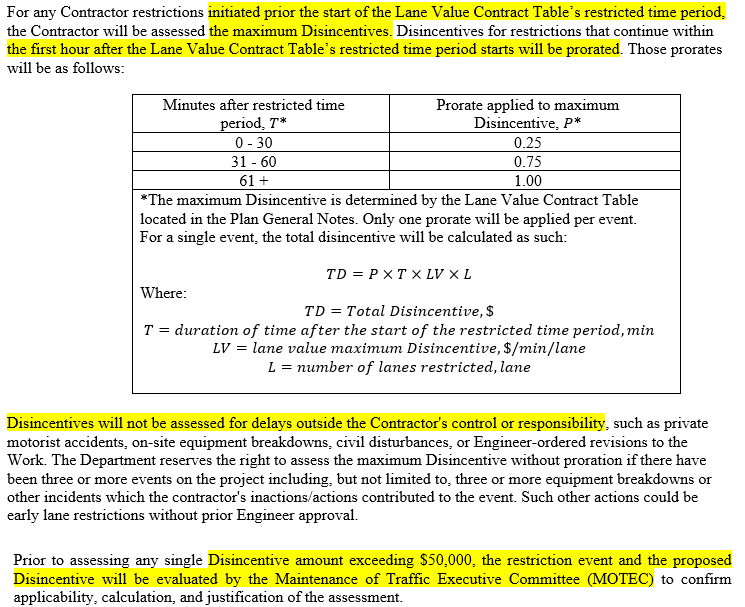 For any Contractor restrictions initiated prior the start of the Lane Value Contract Table's restricted time period,
the Contractor will be assessed the maximum Disincentives. Disincentives for restrictions that continue within
the first hour after the Lane Value Contract Table's restricted time period starts will be prorated. Those prorates
will be as follows:
Minutes after restricted time period, T* Prorate applied to maximum Disincentive, P*
0 - 30 0.25
31 - 60 0.75
61 + 1.00
*The maximum Disincentive is determined by the Lane Value Contract Table
located in the Plan General Notes. Only one prorate will be applied per event.
For a single event, the total disincentive will be calculated as such:
TD = P × T × LV × L
Where:
TD = Total Disincentive, $
T = duration of time after the start of the restricted time period, min
LV = lane value maximum Disincentive, $/min/lane
L = number of lanes restricted, lane
Disincentives will not be assessed for delays outside the Contractor's control or responsibility, such as private
motorist accidents, on-site equipment breakdowns, civil disturbances, or Engineer-ordered revisions to the
Work. The Department reserves the right to assess the maximum Disincentive without proration if there have
been three or more events on the project including, but not limited to, three or more equipment breakdowns or
other incidents which the contractor's inactions/actions contributed to the event. Such other actions could be
early lane restrictions without prior Engineer approval.
Prior to assessing any single Disincentive amount exceeding $50,000, the restriction event and the proposed
Disincentive will be evaluated by the Maintenance of Traffic Executive Committee (MOTEC) to confirm
applicability, calculation, and justification of the assessment.